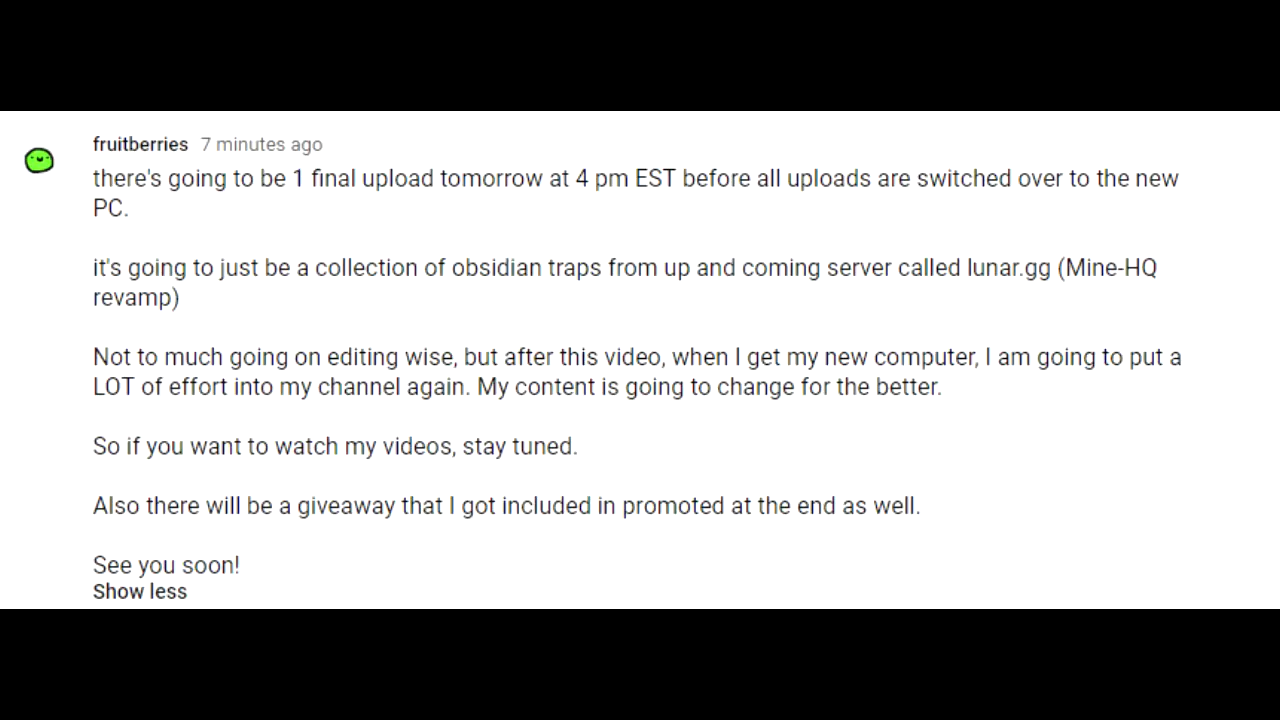 fruitberries 7 minutes ago
there's going to be 1 final upload tomorrow at 4 pm EST before all uploads are switched over to the new
PC.
it's going to just be a collection of obsidian traps from up and coming server called lunar.gg (Mine-HQ
revamp)
Not to much going on editing wise, but after this video, when I get my new computer, I am going to put a
LOT of effort into my channel again. My content is going to change for the better.
So if you want to watch my videos, stay tuned.
Also there will be a giveaway that I got included in promoted at the end as well.
See you soon!
Show less